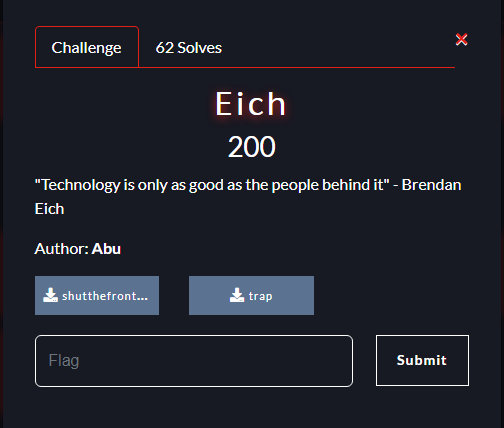 Challenge
62 Solves
Eich
200
"Technology is only as good as the people behind it" - Brendan
Eich
Author: Abu
shutthefront...
trap
Flag
Submit